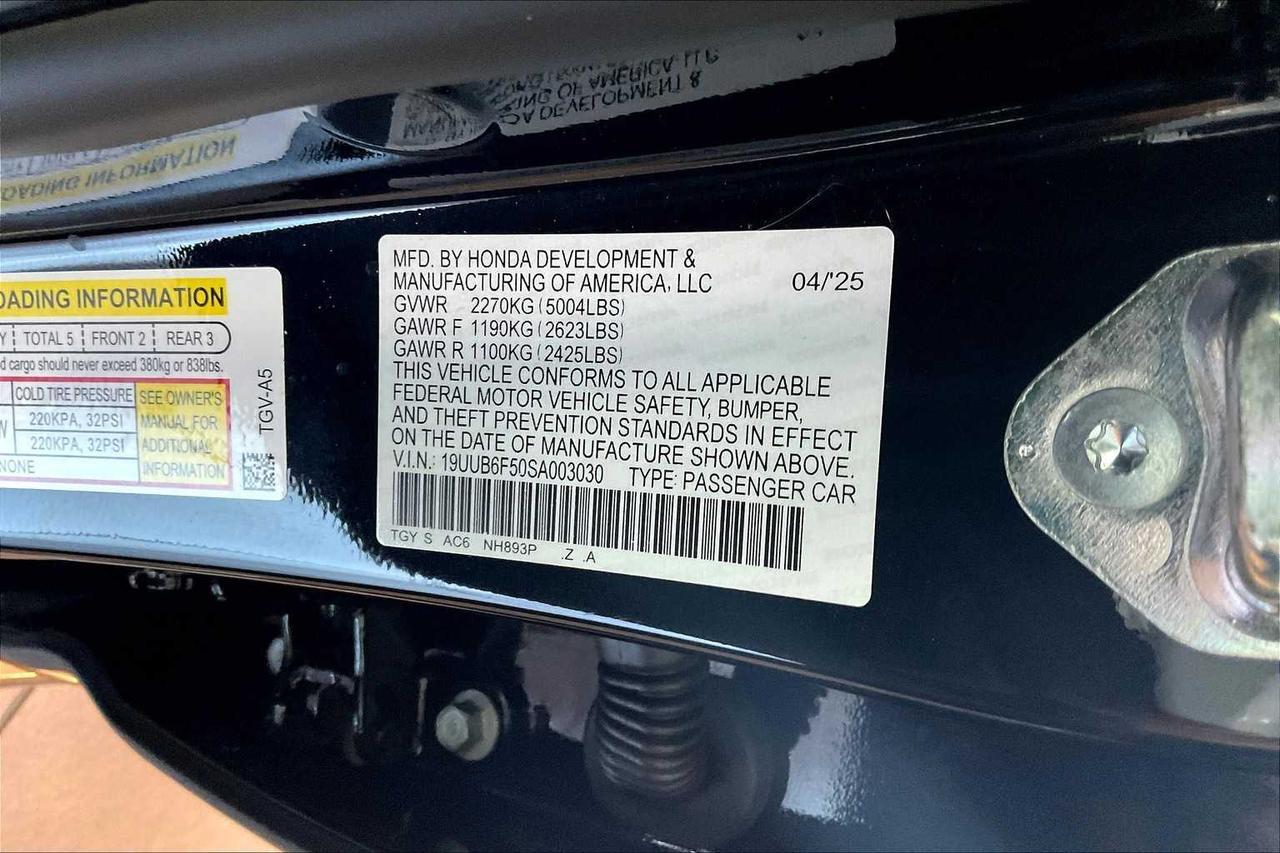 OADING INFORMATION
Y TOTAL 5 FRONT 2 REAR 3
d cargo should never exceed 380kg or 838lbs.
COLD TIRE PRESSURE SEE OWNER'S
220KPA, 32PSI MANUAL FOR
220KPA, 32PSI ADDITIONAL
NONE INFORMATION
TGV-A5
MFD. BY HONDA DEVELOPMENT &
MANUFACTURING OF AMERICA, LLC 04/'25
GVWR 2270KG (5004LBS)
GAWR F 1190KG (2623LBS)
GAWR R 1100KG (2425LBS)
THIS VEHICLE CONFORMS TO ALL APPLICABLE
FEDERAL MOTOR VEHICLE SAFETY, BUMPER,
AND THEFT PREVENTION STANDARDS IN EFFECT
ON THE DATE OF MANUFACTURE SHOWN ABOVE.
V.I.N.: 19UUB6F50SA003030 TYPE: PASSENGER CAR
TGY S AC6 NH893P .Z .A